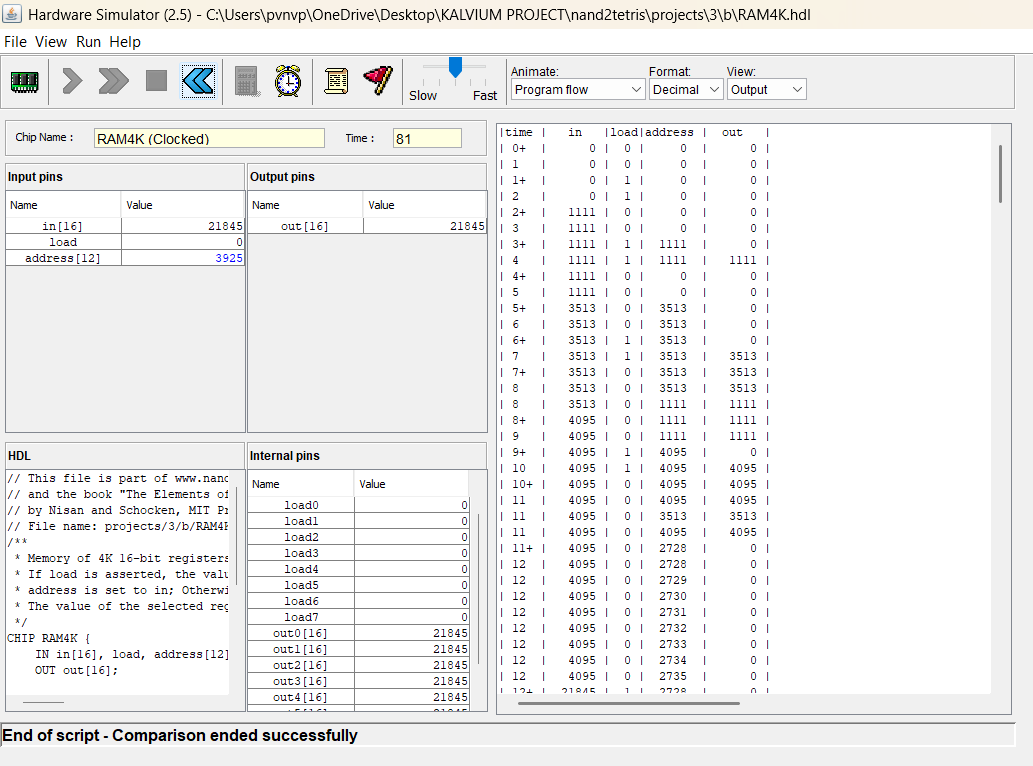 Hardware Simulator (2.5) - C:\Users\pvnvp\OneDrive\Desktop\KALVIUM PROJECT\nand2tetris\projects\3\b\RAM4K.hdl
File View Run Help
Slow Fast
Animate: Format: View:
Program flow Decimal Output
Chip Name : RAM4K (Clocked) Time : 81
Input pins
Name Value
in[16] 21845
load 0
address[12] 3925
Output pins
Name Value
out[16] 21845
HDL
// This file is part of www.nand
// and the book "The Elements of
// by Nisan and Schocken, MIT Pr
// File name: projects/3/b/RAM4K
/**
* Memory of 4K 16-bit registers
* If load is asserted, the valu
* address is set to in; Otherwi
* The value of the selected reg
*/
CHIP RAM4K {
IN in[16], load, address[12]
OUT out[16];
Internal pins
Name Value
load0 0
load1 0
load2 0
load3 0
load4 0
load5 0
load6 0
load7 0
out0[16] 21845
out1[16] 21845
out2[16] 21845
out3[16] 21845
out4[16] 21845
|time | in |load|address | out |
| 0+ | 0 | 0 | 0 | 0 |
| 1 | 0 | 0 | 0 | 0 |
| 1+ | 0 | 1 | 0 | 0 |
| 2 | 0 | 1 | 0 | 0 |
| 2+ | 1111 | 0 | 0 | 0 |
| 3 | 1111 | 0 | 0 | 0 |
| 3+ | 1111 | 1 | 1111 | 0 |
| 4 | 1111 | 1 | 1111 | 1111 |
| 4+ | 1111 | 0 | 0 | 0 |
| 5 | 1111 | 0 | 0 | 0 |
| 5+ | 3513 | 0 | 3513 | 0 |
| 6 | 3513 | 0 | 3513 | 0 |
| 6+ | 3513 | 1 | 3513 | 0 |
| 7 | 3513 | 1 | 3513 | 3513 |
| 7+ | 3513 | 0 | 3513 | 3513 |
| 8 | 3513 | 0 | 3513 | 3513 |
| 8 | 3513 | 0 | 1111 | 1111 |
| 8+ | 4095 | 0 | 1111 | 1111 |
| 9 | 4095 | 0 | 1111 | 1111 |
| 9+ | 4095 | 1 | 4095 | 0 |
| 10 | 4095 | 1 | 4095 | 4095 |
| 10+ | 4095 | 0 | 4095 | 4095 |
| 11 | 4095 | 0 | 4095 | 4095 |
| 11 | 4095 | 0 | 3513 | 3513 |
| 11 | 4095 | 0 | 4095 | 4095 |
| 11+ | 4095 | 0 | 2728 | 0 |
| 12 | 4095 | 0 | 2728 | 0 |
| 12 | 4095 | 0 | 2729 | 0 |
| 12 | 4095 | 0 | 2730 | 0 |
| 12 | 4095 | 0 | 2731 | 0 |
| 12 | 4095 | 0 | 2732 | 0 |
| 12 | 4095 | 0 | 2733 | 0 |
| 12 | 4095 | 0 | 2734 | 0 |
| 12 | 4095 | 0 | 2735 | 0 |
| 12+ | 21845 | 1 | 2728 | 0 |
End of script - Comparison ended successfully